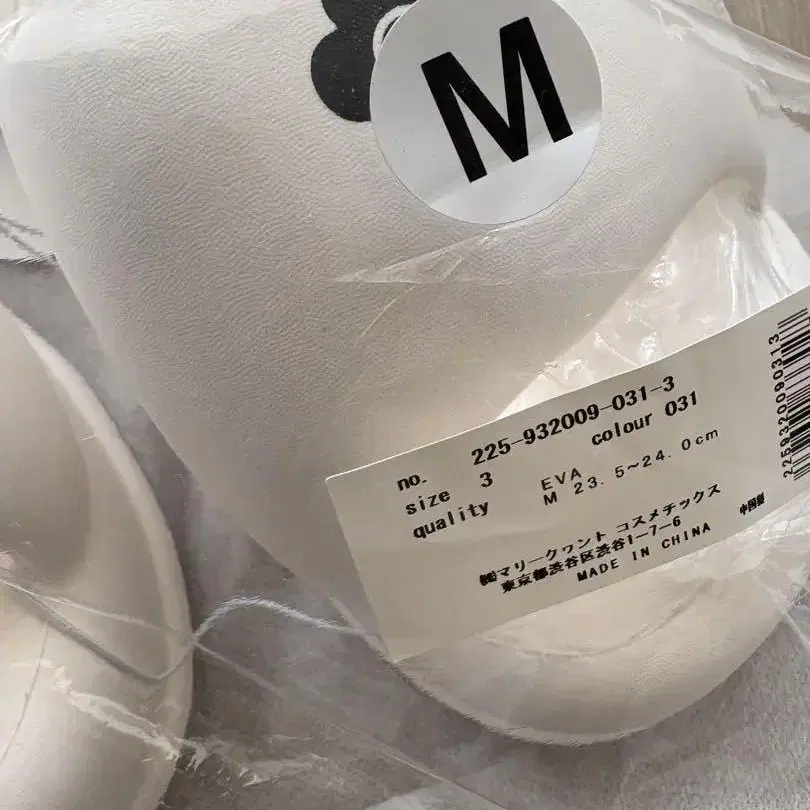 M
no. 225-932009-031-3
size 3 colour 031
quality EVA
M 23.5~24.0cm
㈱マリークヮント コスメチックス
東京都渋谷区渋谷1-7-6
MADE IN CHINA
中国製
2259320090313